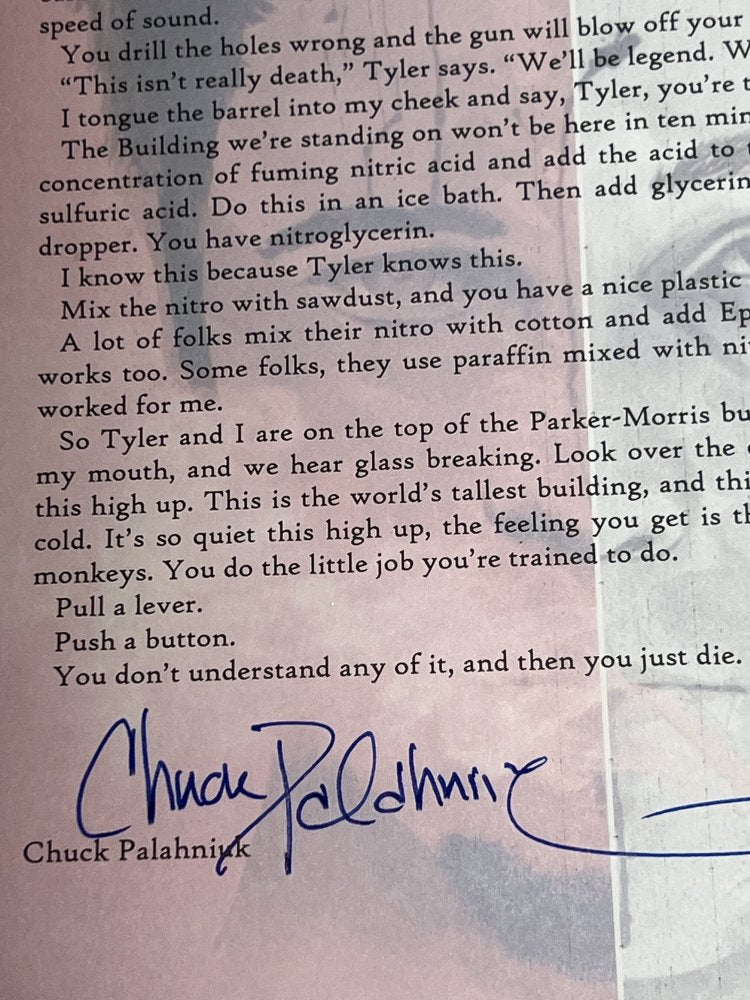 speed of sound.
You drill the holes wrong and the gun will blow off your
“This isn’t really death,” Tyler says. “We’ll be legend. W
I tongue the barrel into my cheek and say, Tyler, you’re t
The Building we’re standing on won’t be here in ten min
concentration of fuming nitric acid and add the acid to t
sulfuric acid. Do this in an ice bath. Then add glycerin
dropper. You have nitroglycerin.
I know this because Tyler knows this.
Mix the nitro with sawdust, and you have a nice plastic
A lot of folks mix their nitro with cotton and add Ep
works too. Some folks, they use paraffin mixed with ni
worked for me.
So Tyler and I are on the top of the Parker-Morris bu
my mouth, and we hear glass breaking. Look over the
this high up. This is the world’s tallest building, and thi
cold. It’s so quiet this high up, the feeling you get is th
monkeys. You do the little job you’re trained to do.
Pull a lever.
Push a button.
You don’t understand any of it, and then you just die.
Chuck Palahniuk
Chuck Palahniuk